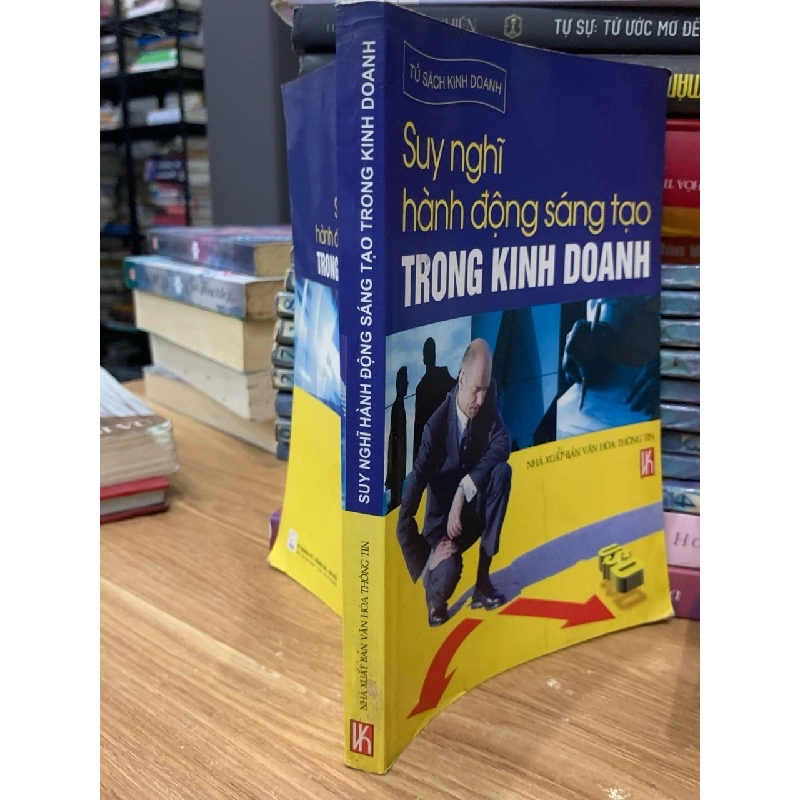 TỰ SỰ: TỪ ƯỚC MƠ ĐẾ
TỦ SÁCH KINH DOANH
Suy nghĩ
hành động sáng tạo
TRONG KINH DOANH
NHÀ XUẤT BẢN VĂN HÓA THÔNG TIN
SUY NGHĨ HÀNH ĐỘNG SÁNG TẠO TRONG KINH DOANH
NHÀ XUẤT BẢN VĂN HÓA THÔNG TIN
hành đ
TRONG